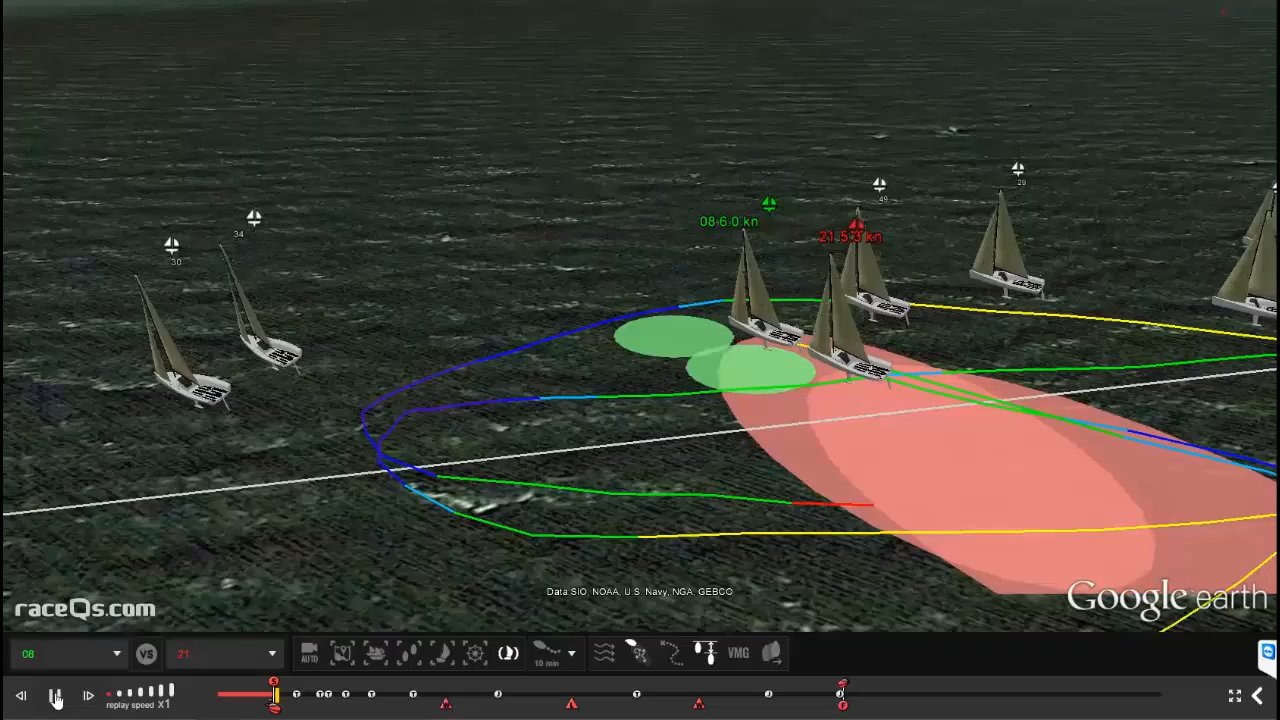 29
49
08 6.0 kn
21 5.3 kn
34
30
Data SIO, NOAA, U.S. Navy, NGA, GEBCO
raceQs.com
Google earth
08
VS
21
AUTO
10 min
VMG
S
T
T
T
T
T
T
J
T
J
J
replay speed X1
F